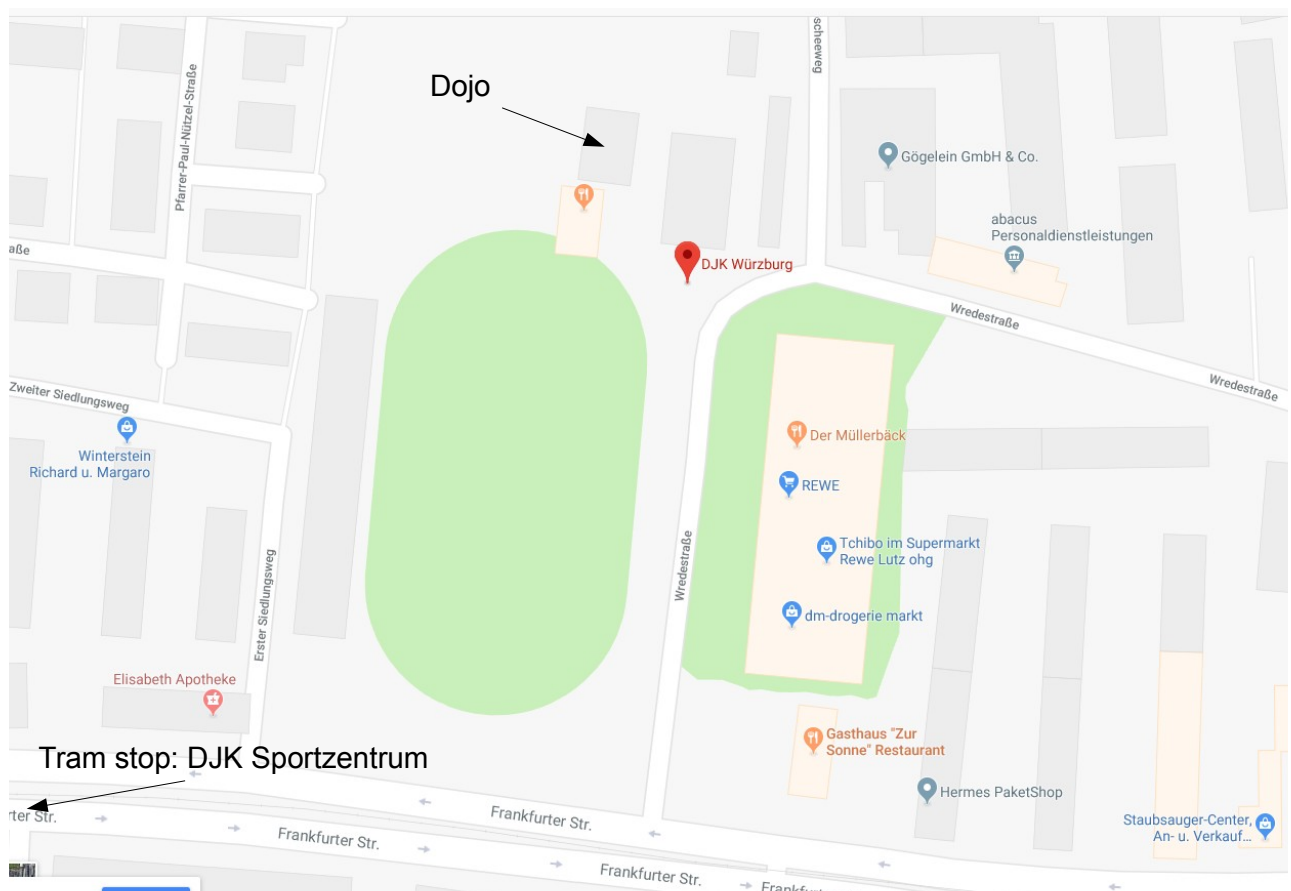 Dojo
Pfarrer-Paul-Nützel-Straße
scheeweg
Gögelein GmbH & Co.
abacus
Personaldienstleistungen
aße
DJK Würzburg
Wredestraße
Wredestraße
Zweiter Siedlungsweg
Der Müllerbäck
Winterstein
Richard u. Margaro
REWE
Wredestraße
Tchibo im Supermarkt
Rewe Lutz ohg
Erster Siedlungsweg
dm-drogerie markt
Elisabeth Apotheke
Gasthaus "Zur
Sonne" Restaurant
Tram stop: DJK Sportzentrum
Hermes PaketShop
rter Str.
Frankfurter Str.
Staubsauger-Center,
An- u. Verkauf...
Frankfurter Str.
Frankfurter Str.